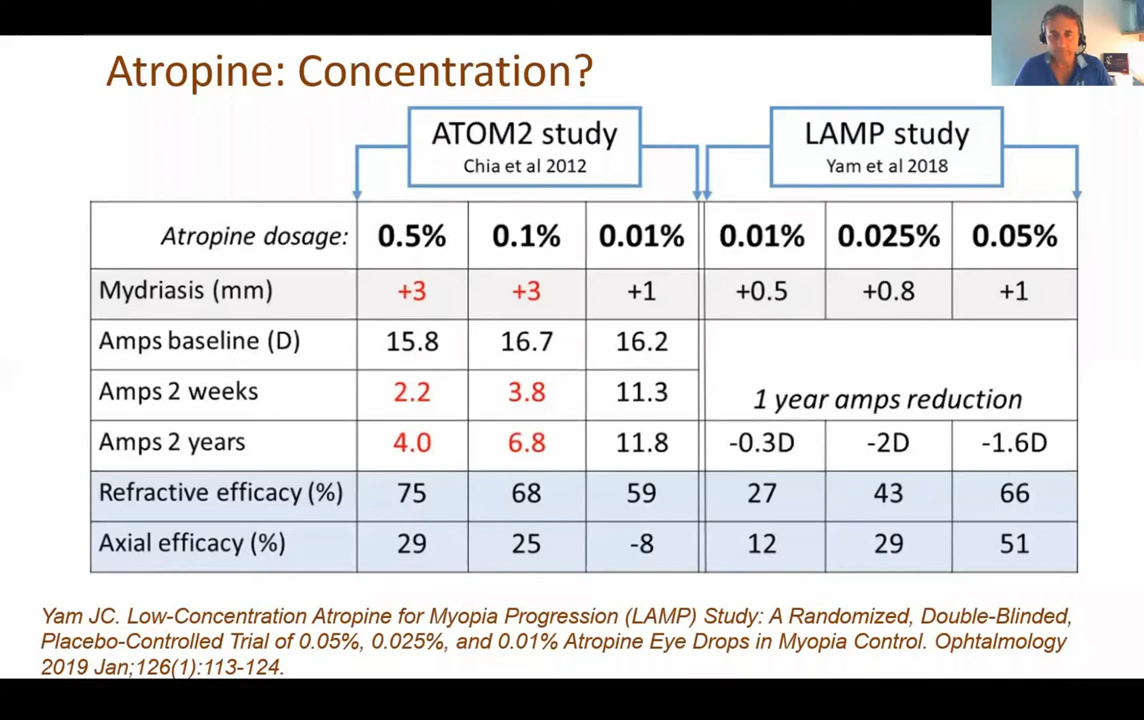 Atropine: Concentration?
ATOM2 study
Chia et al 2012
LAMP study
Yam et al 2018
Atropine dosage: 0.5% 0.1% 0.01% 0.01% 0.025% 0.05%
Mydriasis (mm) +3 +3 +1 +0.5 +0.8 +1
Amps baseline (D) 15.8 16.7 16.2
Amps 2 weeks 2.2 3.8 11.3 1 year amps reduction
Amps 2 years 4.0 6.8 11.8 -0.3D -2D -1.6D
Refractive efficacy (%) 75 68 59 27 43 66
Axial efficacy (%) 29 25 -8 12 29 51
Yam JC. Low-Concentration Atropine for Myopia Progression (LAMP) Study: A Randomized, Double-Blinded,
Placebo-Controlled Trial of 0.05%, 0.025%, and 0.01% Atropine Eye Drops in Myopia Control. Ophtalmology
2019 Jan;126(1):113-124.